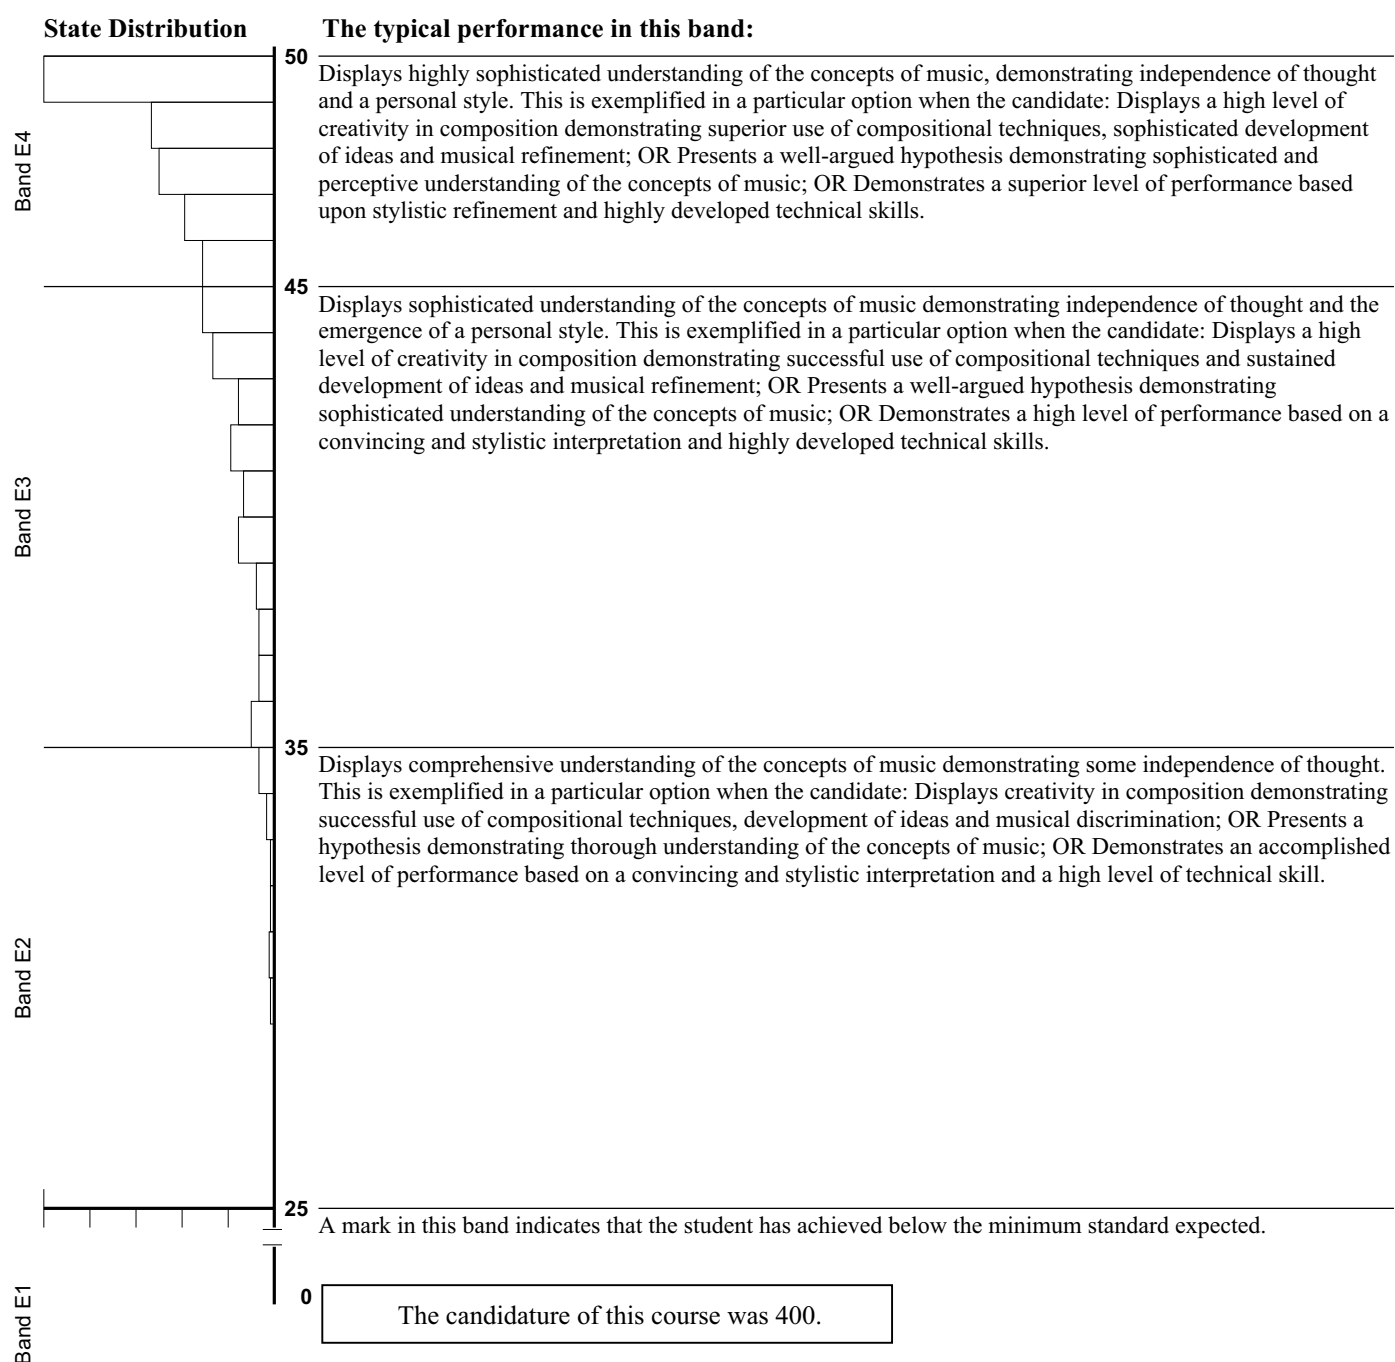 State Distribution
The typical performance in this band:
50
Displays highly sophisticated understanding of the concepts of music, demonstrating independence of thought
and a personal style. This is exemplified in a particular option when the candidate: Displays a high level of
creativity in composition demonstrating superior use of compositional techniques, sophisticated development
of ideas and musical refinement; OR Presents a well-argued hypothesis demonstrating sophisticated and
perceptive understanding of the concepts of music; OR Demonstrates a superior level of performance based
upon stylistic refinement and highly developed technical skills.
Band E4
45
Displays sophisticated understanding of the concepts of music demonstrating independence of thought and the
emergence of a personal style. This is exemplified in a particular option when the candidate: Displays a high
level of creativity in composition demonstrating successful use of compositional techniques and sustained
development of ideas and musical refinement; OR Presents a well-argued hypothesis demonstrating
sophisticated understanding of the concepts of music; OR Demonstrates a high level of performance based on a
convincing and stylistic interpretation and highly developed technical skills.
Band E3
35
Displays comprehensive understanding of the concepts of music demonstrating some independence of thought.
This is exemplified in a particular option when the candidate: Displays creativity in composition demonstrating
successful use of compositional techniques, development of ideas and musical discrimination; OR Presents a
hypothesis demonstrating thorough understanding of the concepts of music; OR Demonstrates an accomplished
level of performance based on a convincing and stylistic interpretation and a high level of technical skill.
Band E2
25
A mark in this band indicates that the student has achieved below the minimum standard expected.
Band E1
0
The candidature of this course was 400.